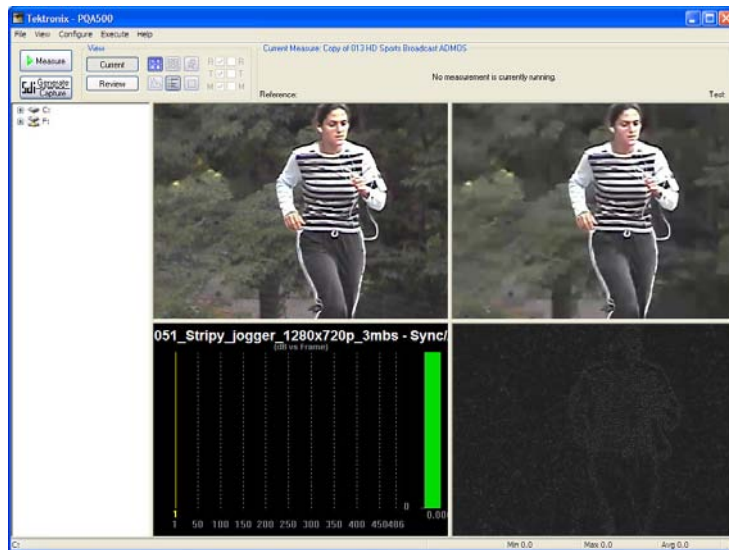 Tektronix - PQA500
File View Configure Execute Help
View
Current Measure: Copy of 013 HD Sports Broadcast ADMOS
Measure
Current
R R
T T
M M
No measurement is currently running.
Sdi Generate Capture
Review
Reference:
Test
C:
F:
051_Stripy_jogger_1280x720p_3mbs - Sync/
(dB vs Frame)
0
1
0.00
1 50 100 150 200 250 300 350 400 450486
C:
Min 0.0
Max 0.0
Avg 0.0